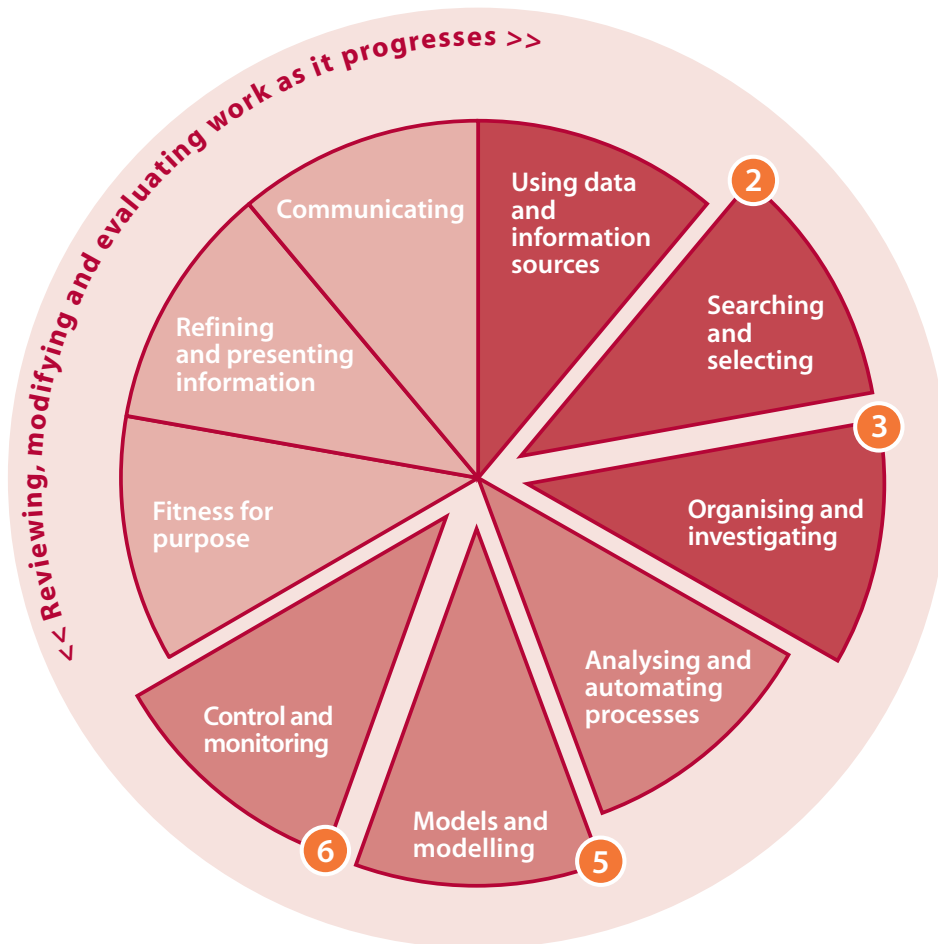 << Reviewing, modifying and evaluating work as it progresses >>
Using data
and
information
sources
2
Searching
and
selecting
3
Organising and
investigating
Analysing and
automating
processes
5
Models and
modelling
6
Control and
monitoring
Fitness for
purpose
Refining
and presenting
information
Communicating